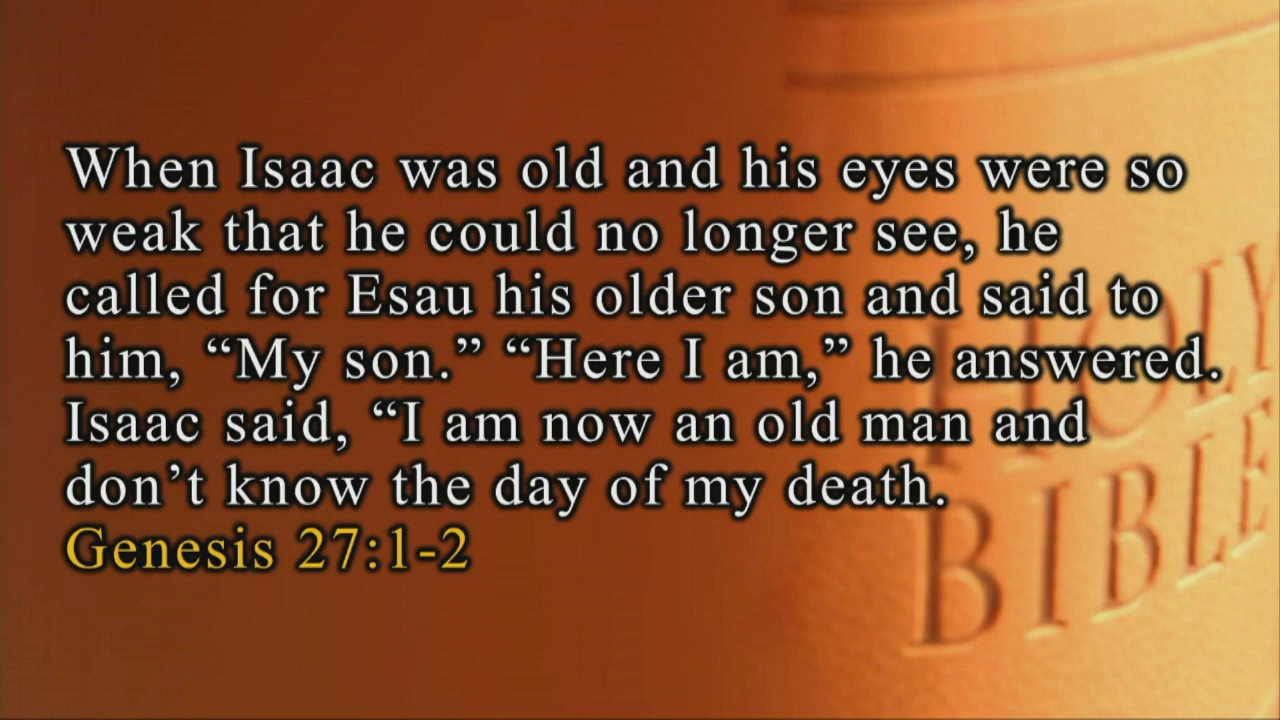 When Isaac was old and his eyes were so
weak that he could no longer see, he
called for Esau his older son and said to
him, “My son.” “Here I am,” he answered.
Isaac said, “I am now an old man and
don’t know the day of my death.
Genesis 27:1-2
HOLY
BIBLE